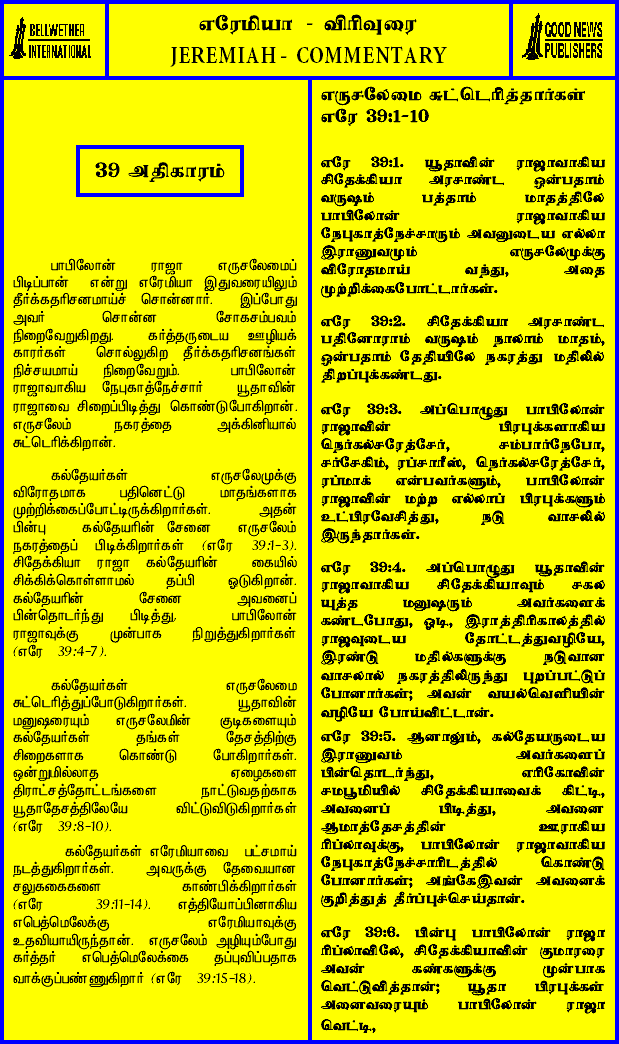 BELLWETHER
INTERNATIONAL
எரேமியா - விரிவுரை
JEREMIAH - COMMENTARY
GOOD NEWS
PUBLISHERS
39 அதிகாரம்
பாபிலோன் ராஜா எருசலேமைப்
பிடிப்பான் என்று எரேமியா இதுவரையிலும்
தீர்க்கதரிசனமாய்ச் சொன்னார். இப்போது
அவர் சொன்ன சோகசம்பவம்
நிறைவேறுகிறது. கர்த்தருடைய ஊழியக்
காரர்கள் சொல்லுகிற தீர்க்கதரிசனங்கள்
நிச்சயமாய் நிறைவேறும். பாபிலோன்
ராஜாவாகிய நேபுகாத்நேச்சார் யூதாவின்
ராஜாவை சிறைப்பிடித்து கொண்டுபோகிறான்.
எருசலேம் நகரத்தை அக்கினியால்
சுட்டெரிக்கிறான்.
கல்தேயர்கள் எருசலேமுக்கு
விரோதமாக பதினெட்டு மாதங்களாக
முற்றிக்கைப்போட்டிருக்கிறார்கள். அதன்
பின்பு கல்தேயரின் சேனை எருசலேம்
நகரத்தைப் பிடிக்கிறார்கள் (எரே 39:1-3).
சிதேக்கியா ராஜா கல்தேயரின் கையில்
சிக்கிக்கொள்ளாமல் தப்பி ஓடுகிறான்.
கல்தேயரின் சேனை அவனைப்
பின்தொடர்ந்து பிடித்து, பாபிலோன்
ராஜாவுக்கு முன்பாக நிறுத்துகிறார்கள்
(எரே 39:4-7).
கல்தேயர்கள் எருசலேமை
சுட்டெரித்துப்போடுகிறார்கள். யூதாவின்
மனுஷரையும் எருசலேமின் குடிகளையும்
கல்தேயர்கள் தங்கள் தேசத்திற்கு
சிறைகளாக கொண்டு போகிறார்கள்.
ஒன்றுமில்லாத ஏழைகளை
திராட்சத்தோட்டங்களை நாட்டுவதற்காக
யூதாதேசத்திலேயே விட்டுவிடுகிறார்கள்
(எரே 39:8-10).
கல்தேயர்கள் எரேமியாவை பட்சமாய்
நடத்துகிறார்கள். அவருக்கு தேவையான
சலுகைகளை காண்பிக்கிறார்கள்
(எரே 39:11-14). எத்தியோப்பினாகிய
எபெத்மெலேக்கு எரேமியாவுக்கு
உதவியாயிருந்தான். எருசலேம் அழியும்போது
கர்த்தர் எபெத்மெலேக்கை தப்புவிப்பதாக
வாக்குப்பண்ணுகிறார் (எரே 39:15-18).
எருசலேமை சுட்டெரித்தார்கள்
எரே 39:1-10
எரே 39:1. யூதாவின் ராஜாவாகிய
சிதேக்கியா அரசாண்ட ஒன்பதாம்
வருஷம் பத்தாம் மாதத்திலே
பாபிலோன் ராஜாவாகிய
நேபுகாத்நேச்சாரும் அவனுடைய எல்லா
இராணுவமும் எருசலேமுக்கு
விரோதமாய் வந்து, அதை
முற்றிக்கைபோட்டார்கள்.
எரே 39:2. சிதேக்கியா அரசாண்ட
பதினோராம் வருஷம் நாலாம் மாதம்,
ஒன்பதாம் தேதியிலே நகரத்து மதிலில்
திறப்புக்கண்டது.
எரே 39:3. அப்பொழுது பாபிலோன்
ராஜாவின் பிரபுக்களாகிய
நெர்கல்சரேத்சேர், சம்பார்நேபோ,
சர்சேகிம், ரப்சாரீஸ், நெர்கல்சரேத்சேர்,
ரப்மாக் என்பவர்களும், பாபிலோன்
ராஜாவின் மற்ற எல்லாப் பிரபுக்களும்
உட்பிரவேசித்து, நடு வாசலில்
இருந்தார்கள்.
எரே 39:4. அப்பொழுது யூதாவின்
ராஜாவாகிய சிதேக்கியாவும் சகல
யுத்த மனுஷரும் அவர்களைக்
கண்டபோது, ஓடி, இராத்திரிகாலத்தில்
ராஜவுடைய தோட்டத்துவழியே,
இரண்டு மதில்களுக்கு நடுவான
வாசலால் நகரத்திலிருந்து புறப்பட்டுப்
போனார்கள்; அவன் வயல்வெளியின்
வழியே போய்விட்டான்.
எரே 39:5. ஆனாலும், கல்தேயருடைய
இராணுவம் அவர்களைப்
பின்தொடர்ந்து, எரிகோவின்
சமபூமியில் சிதேக்கியாவைக் கிட்டி,
அவனைப் பிடித்து, அவனை
ஆமாத்தேசத்தின் ஊராகிய
ரிப்லாவுக்கு, பாபிலோன் ராஜாவாகிய
நேபுகாத்நேச்சாரிடத்தில் கொண்டு
போனார்கள்; அங்கேஇவன் அவனைக்
குறித்துத் தீர்ப்புச்செய்தான்.
எரே 39:6. பின்பு பாபிலோன் ராஜா
ரிப்லாவிலே, சிதேக்கியாவின் குமாரரை
அவன் கண்களுக்கு முன்பாக
வெட்டுவித்தான்; யூதா பிரபுக்கள்
அனைவரையும் பாபிலோன் ராஜா
வெட்டி,